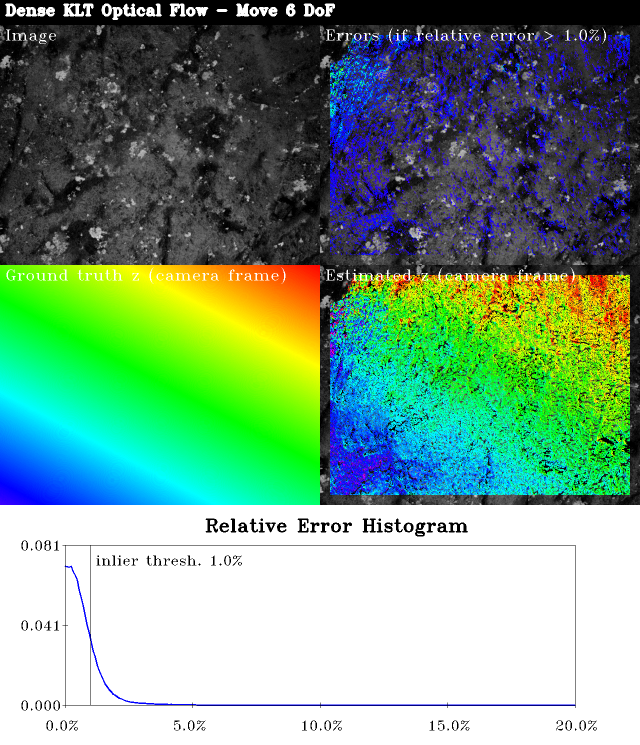 Dense KLT Optical Flow - Move 6 DoF
Image
Errors (if relative error > 1.0%)
Ground truth z (camera frame)
Estimated z (camera frame)
Relative Error Histogram
0.081
inlier thresh. 1.0%
0.041
0.000
0.0%
5.0%
10.0%
15.0%
20.0%